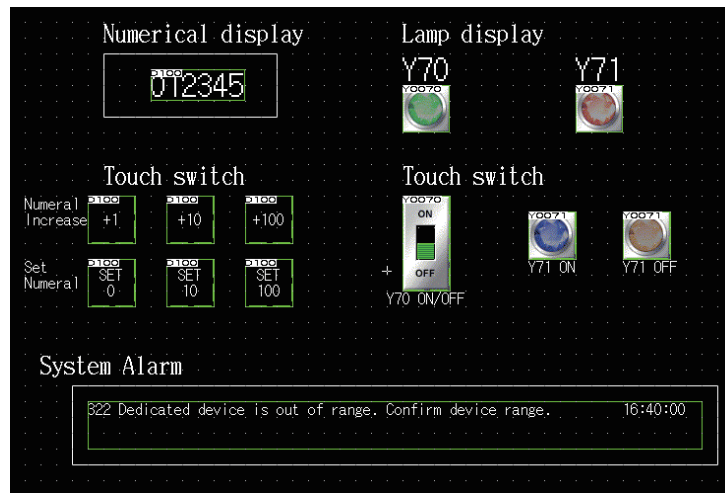 Numerical display
Lamp display
D100
012345
Y70
Y0070
Y71
Y0071
Touch switch
Touch switch
Numeral
Increase
D100
+1
D100
+10
D100
+100
Y0070
ON
OFF
Y70 ON/OFF
Y0071
Y71 ON
Y0071
Y71 OFF
Set
Numeral
D100
SET
0
D100
SET
10
D100
SET
100
System Alarm
322 Dedicated device is out of range. Confirm device range. 16:40:00